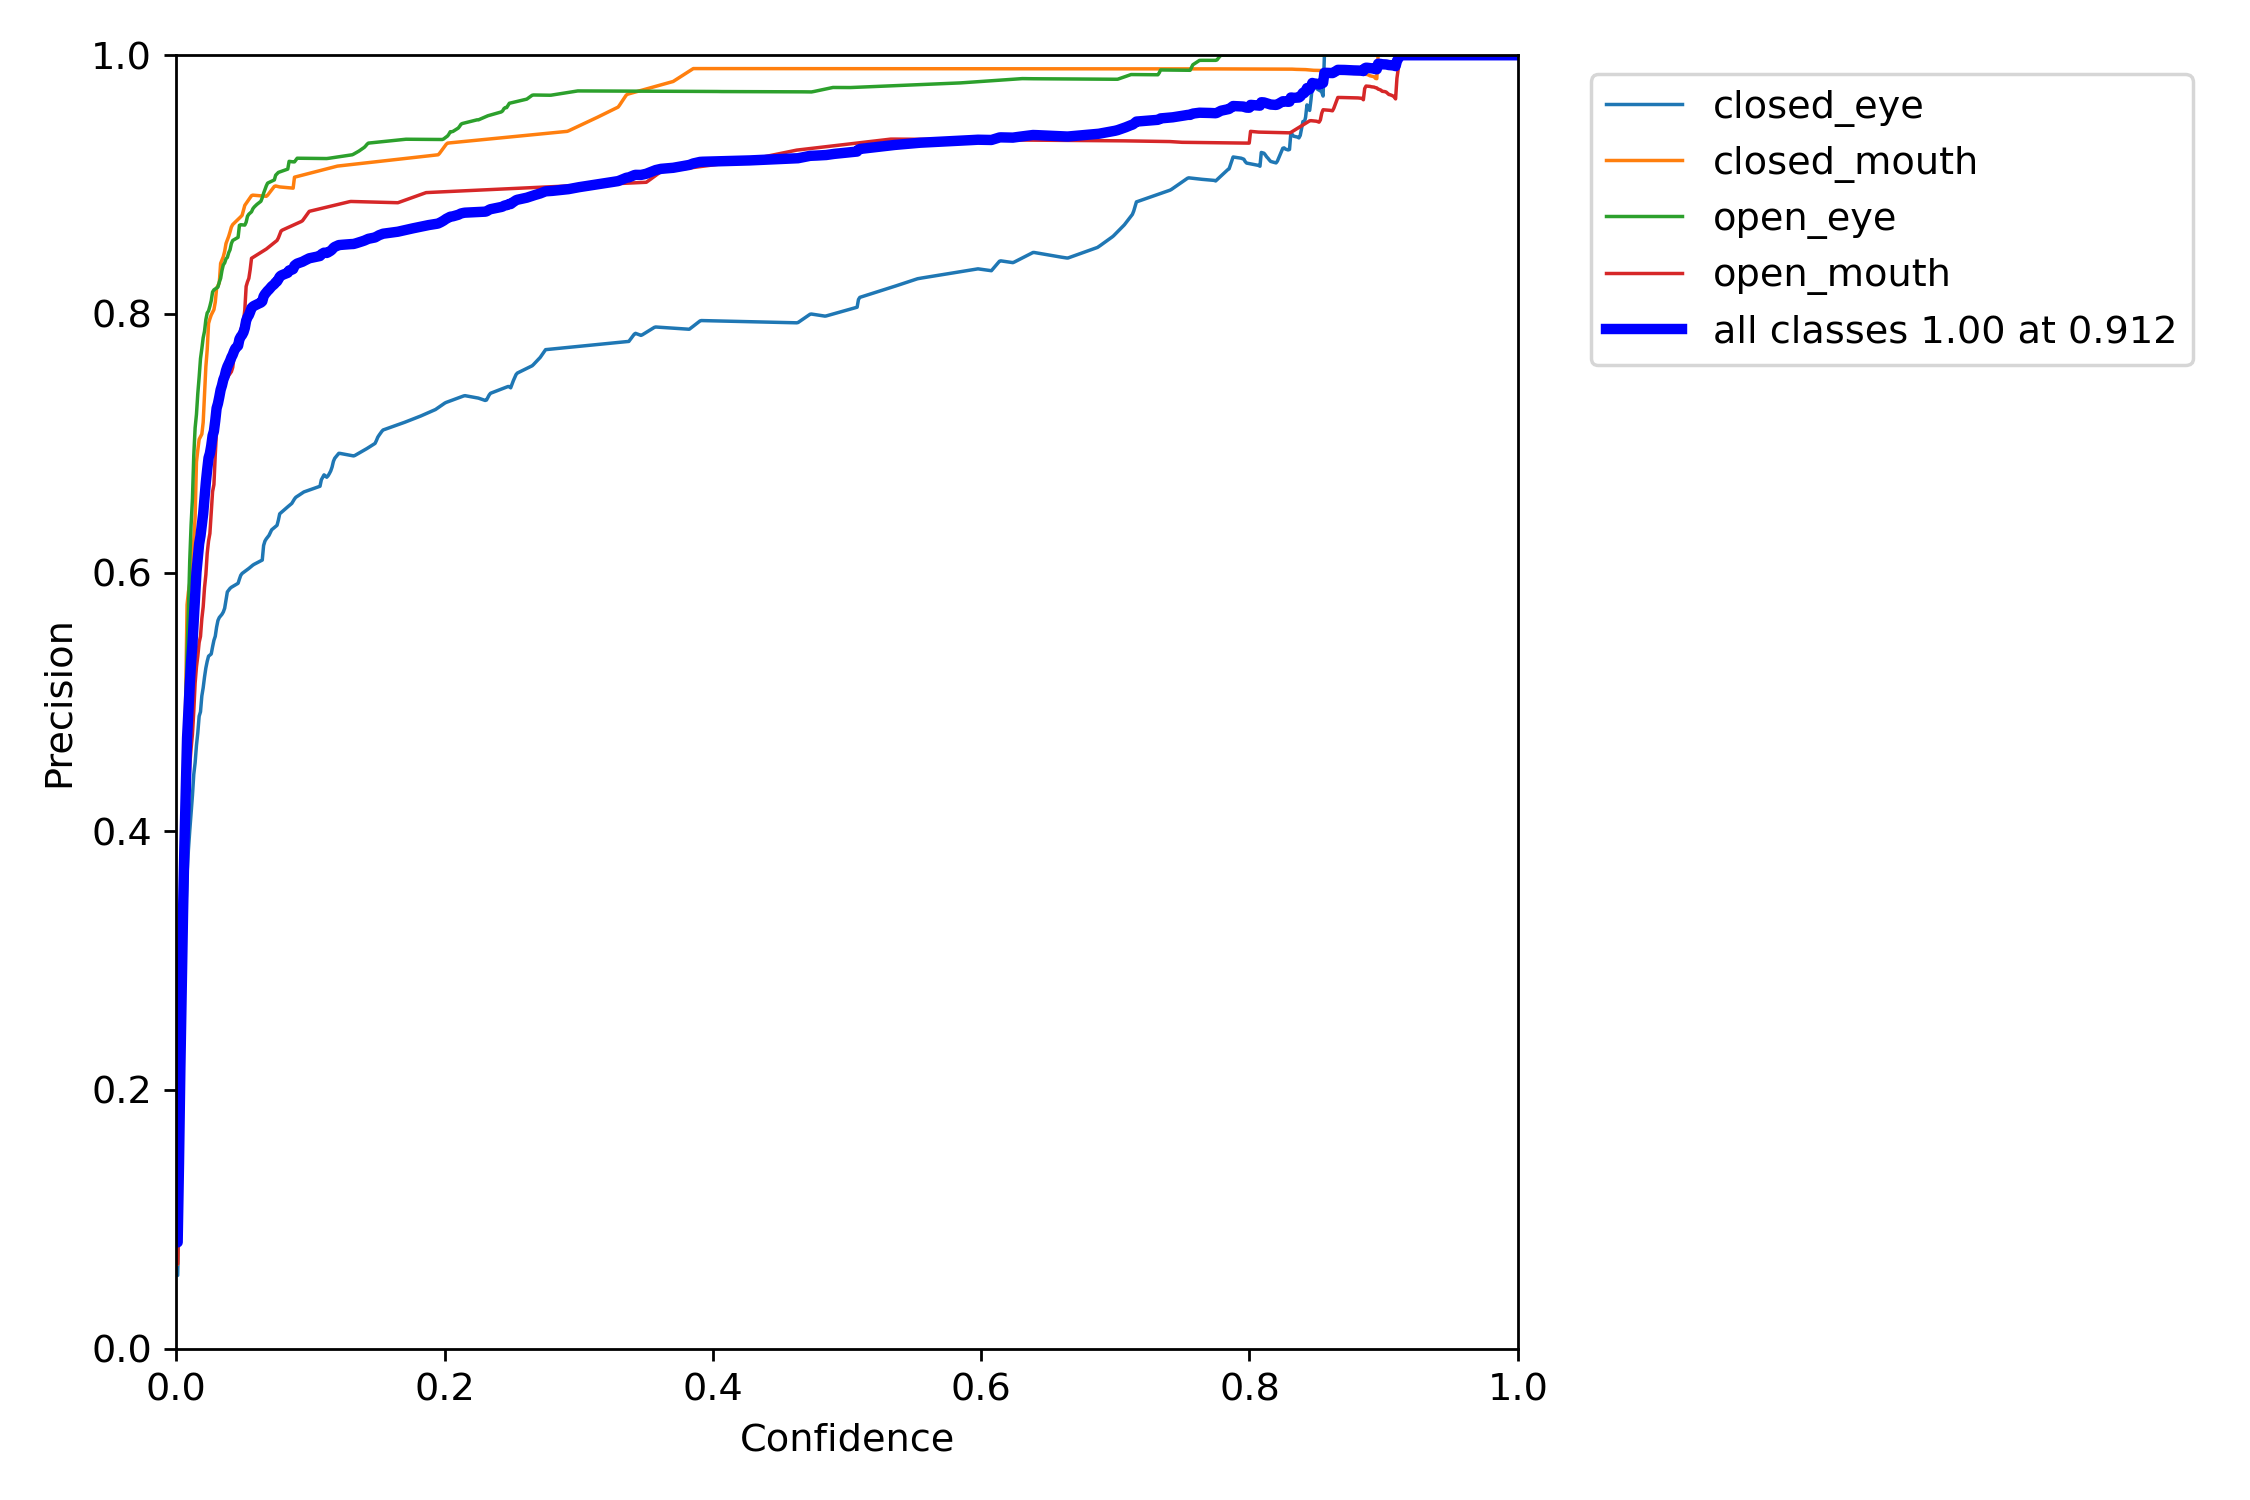 1.0
0.8
0.6
0.4
0.2
0.0
Precision
0.0 0.2 0.4 0.6 0.8 1.0
Confidence
closed_eye
closed_mouth
open_eye
open_mouth
all classes 1.00 at 0.912